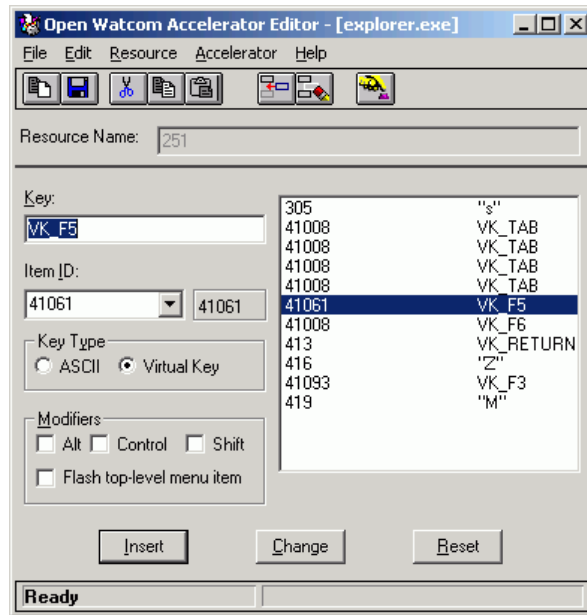 Open Watcom Accelerator Editor - [explorer.exe]
File Edit Resource Accelerator Help
Resource Name: 251
Key:
VK_F5
Item ID:
41061 41061
Key Type
ASCII Virtual Key
Modifiers
Alt Control Shift
Flash top-level menu item
305 "s"
41008 VK_TAB
41008 VK_TAB
41008 VK_TAB
41008 VK_TAB
41061 VK_F5
41008 VK_F6
413 VK_RETURN
416 "Z"
41093 VK_F3
419 "M"
Insert Change Reset
Ready